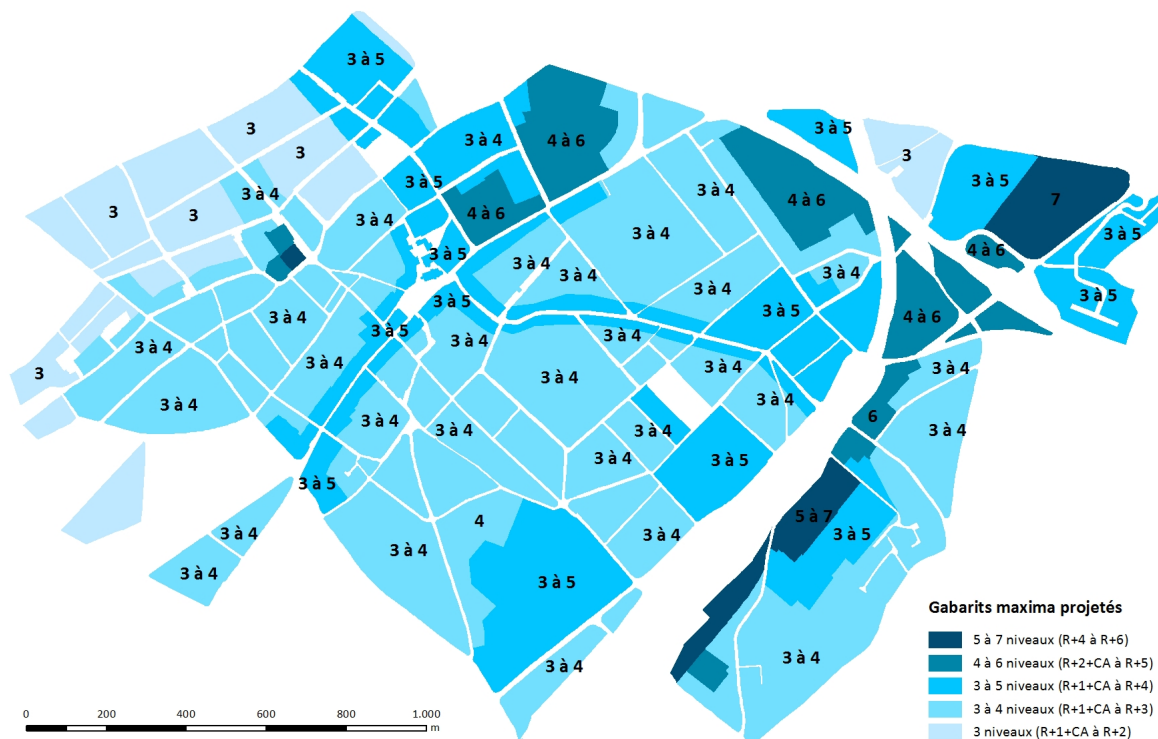 3 à 5
3
3 à 4
4 à 6
3 à 5
3
3
3 à 5
3 à 4
3 à 5
4 à 6
3 à 4
7
3
3
3 à 4
4 à 6
3 à 4
3 à 5
4 à 6
3 à 5
3 à 4
3 à 4
3 à 4
3 à 4
3 à 5
3 à 5
3 à 4
3 à 5
3 à 4
4 à 6
3 à 5
3 à 4
3 à 4
3 à 4
3 à 4
3 à 4
3 à 4
3
3 à 4
3 à 4
3 à 4
6
3 à 4
3 à 4
3 à 4
3 à 4
3 à 4
3 à 5
3 à 5
5 à 7
4
3 à 4
3 à 4
3 à 4
3 à 5
3 à 4
3 à 5
3 à 4
3 à 4
Gabarits maxima projetés
5 à 7 niveaux (R+4 à R+6)
4 à 6 niveaux (R+2+CA à R+5)
3 à 5 niveaux (R+1+CA à R+4)
3 à 4 niveaux (R+1+CA à R+3)
3 niveaux (R+1+CA à R+2)
0 200 400 600 800 1.000
m